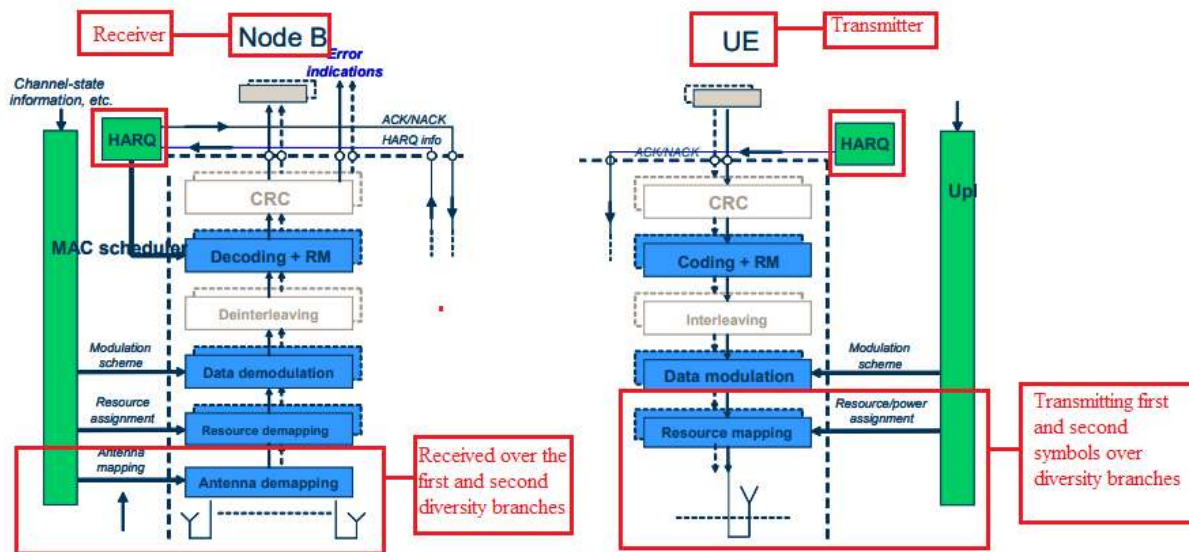 Receiver
Node B
UE
Transmitter
Error
indications
Channel-state
information, etc.
HARQ
ACK/NACK
HARQ info
ACK/NACK
HARQ
CRC
CRC
Upl
MAC scheduler
Decoding + RM
Coding + RM
Deinterleaving
Interleaving
Modulation
scheme
Data demodulation
Data modulation
Modulation
scheme
Resource
assignment
Resource demapping
Resource mapping
Resource/power
assignment
Transmitting first
and second
symbols over
diversity branches
Antenna
mapping
Antenna demapping
Received over the
first and second
diversity branches